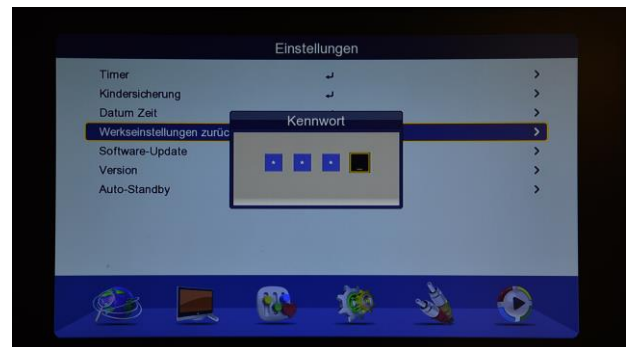 Einstellungen
Timer
Kindersicherung
Datum Zeit
Werkseinstellungen zurüc
Software-Update
Version
Auto-Standby
Kennwort
* * * _